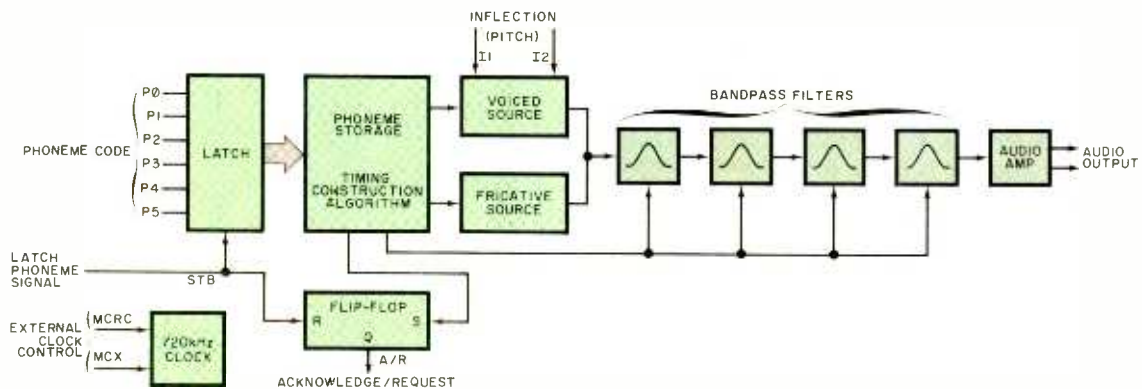 INFLECTION
(PITCH)
I1 I2
BANDPASS FILTERS
PHONEME CODE
P0
P1
P2
P3
P4
P5
LATCH
PHONEME
STORAGE
TIMING
CONSTRUCTION
ALGORITHM
VOICED
SOURCE
FRICATIVE
SOURCE
AUDIO
AMP
AUDIO
OUTPUT
LATCH
PHONEME
SIGNAL
STB
FLIP-FLOP
R S
Q
A/R
ACKNOWLEDGE/REQUEST
EXTERNAL
CLOCK
CONTROL
MCRC
MCX
720kHz
CLOCK